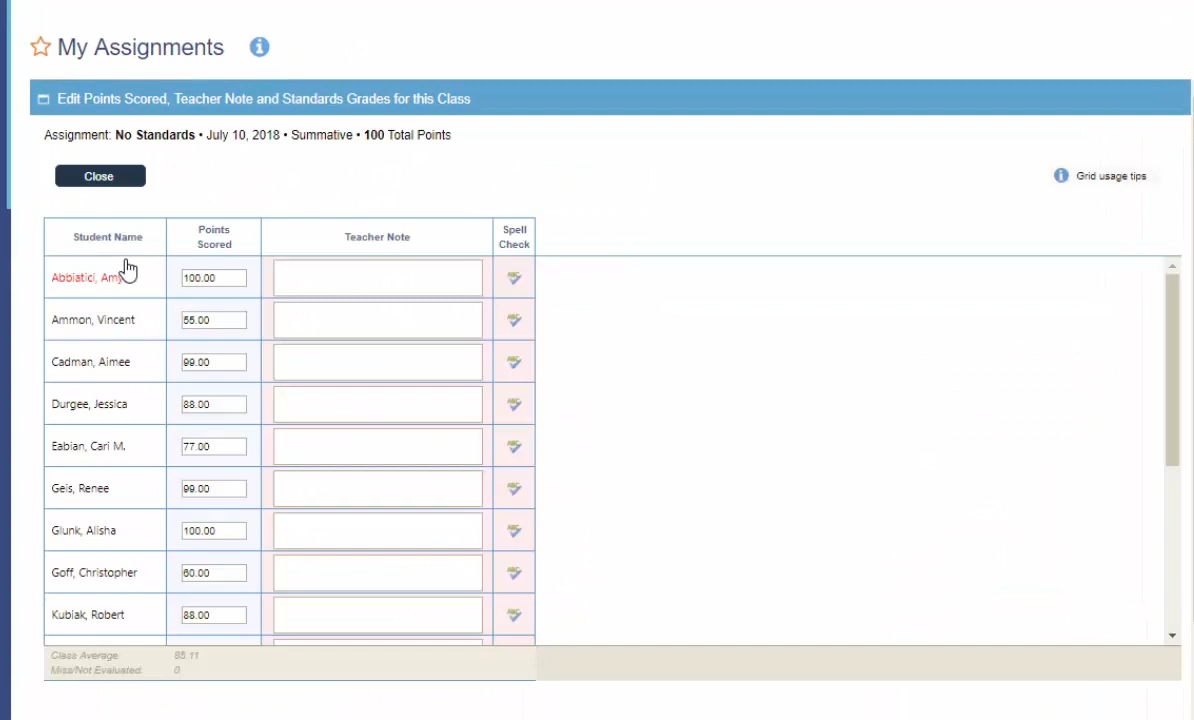 My Assignments
Edit Points Scored, Teacher Note and Standards Grades for this Class
Assignment: No Standards • July 10, 2018 • Summative • 100 Total Points
Close
Grid usage tips
Student Name Points Scored Teacher Note Spell Check
Abbiatici, Amy 100.00
Ammon, Vincent 55.00
Cadman, Aimee 99.00
Durgee, Jessica 88.00
Eabian, Cari M. 77.00
Geis, Renee 99.00
Glunk, Alisha 100.00
Goff, Christopher 60.00
Kubiak, Robert 88.00
Class Average: 85.11
Miss/Not Evaluated: 0